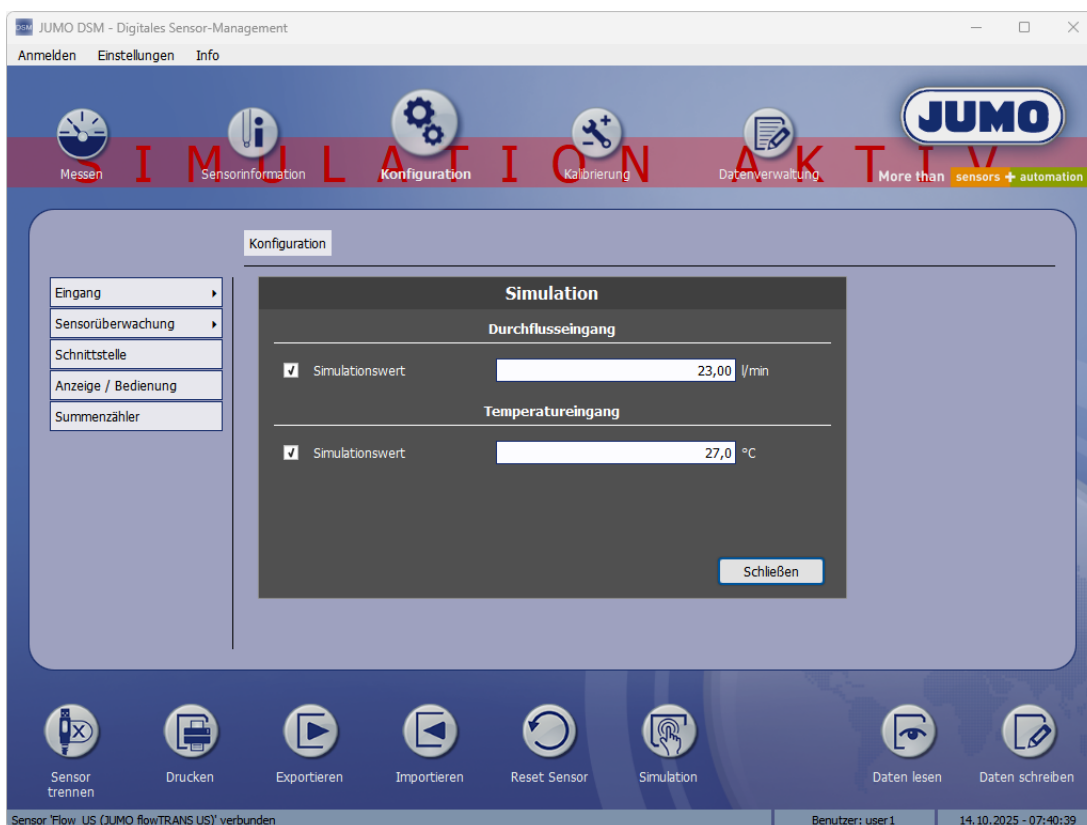 JUMO DSM - Digitales Sensor-Management
Anmelden Einstellungen Info
JUMO
SIMULATION AKTIV
Messen Sensorinformation Konfiguration Kalibrierung Datenverwaltung More than sensors + automation
Konfiguration
Eingang
Sensorüberwachung
Schnittstelle
Anzeige / Bedienung
Summenzähler
Simulation
Durchflusseingang
Simulationswert 23,00 l/min
Temperatureingang
Simulationswert 27,0 °C
Schließen
Sensor trennen Drucken Exportieren Importieren Reset Sensor Simulation Daten lesen Daten schreiben
Sensor 'Flow_US (JUMO flowTRANS US)' verbunden Benutzer: user1 14.10.2025 - 07:40:39